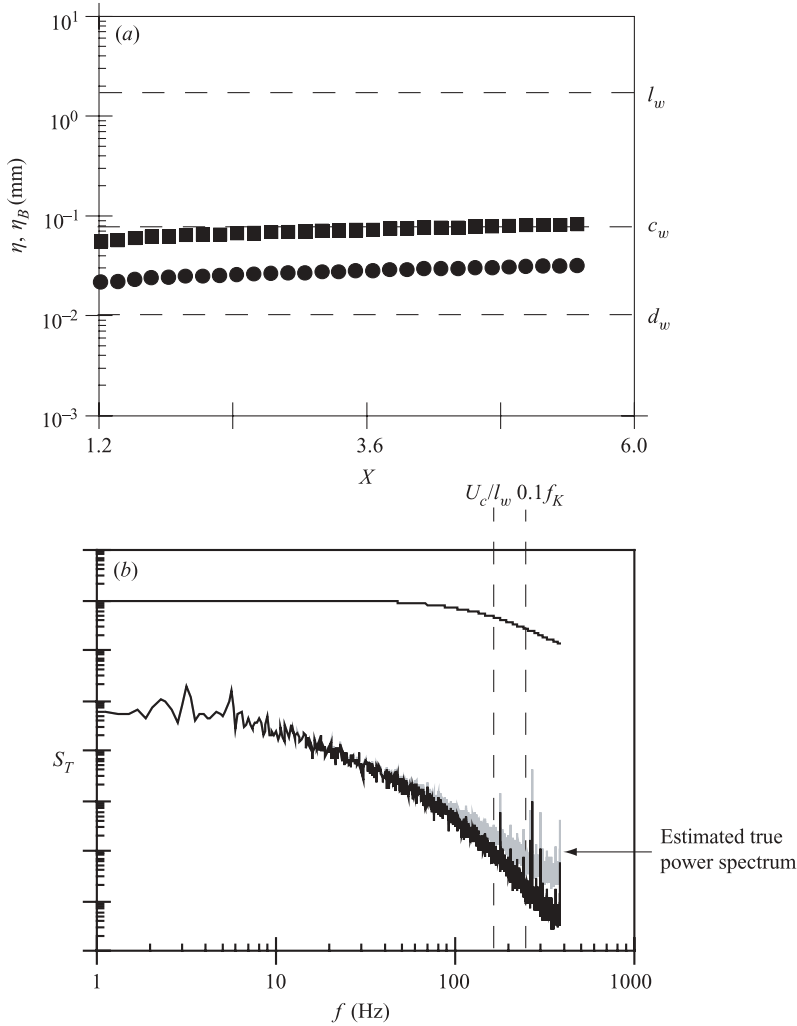 10¹
(a)
l_w
10⁰
η, η_B (mm)
10⁻¹
c_w
10⁻²
d_w
10⁻³
1.2
3.6
6.0
X
U_c/l_w 0.1f_K
(b)
S_T
Estimated true
power spectrum
1
10
100
1000
f (Hz)